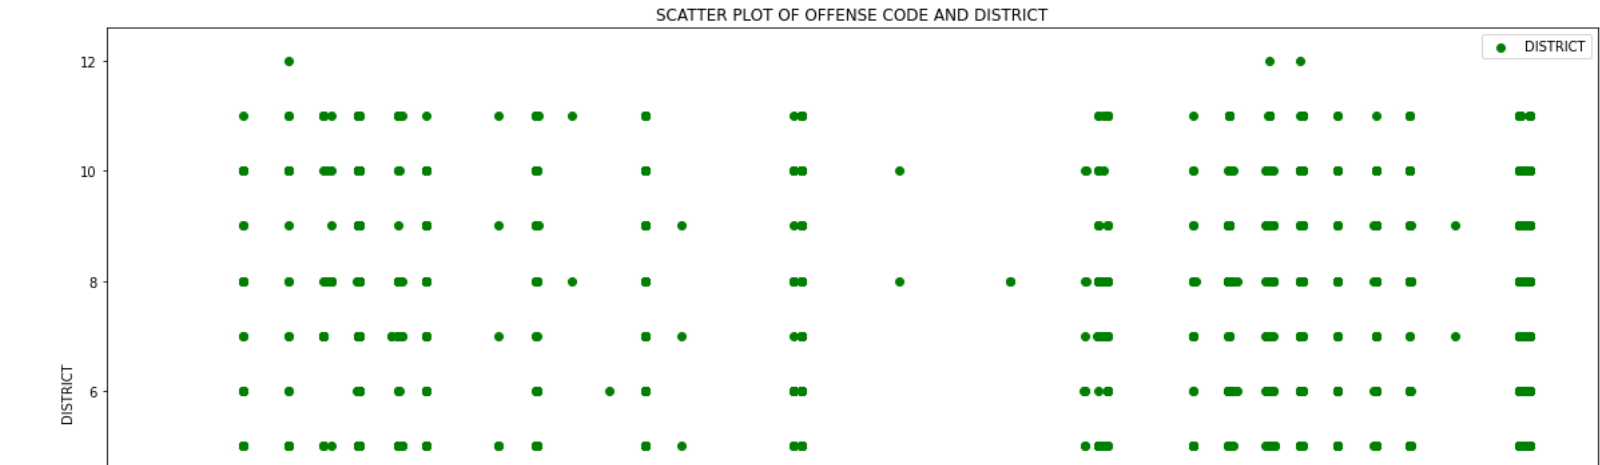 SCATTER PLOT OF OFFENSE CODE AND DISTRICT
DISTRICT
12
10
8
6
DISTRICT